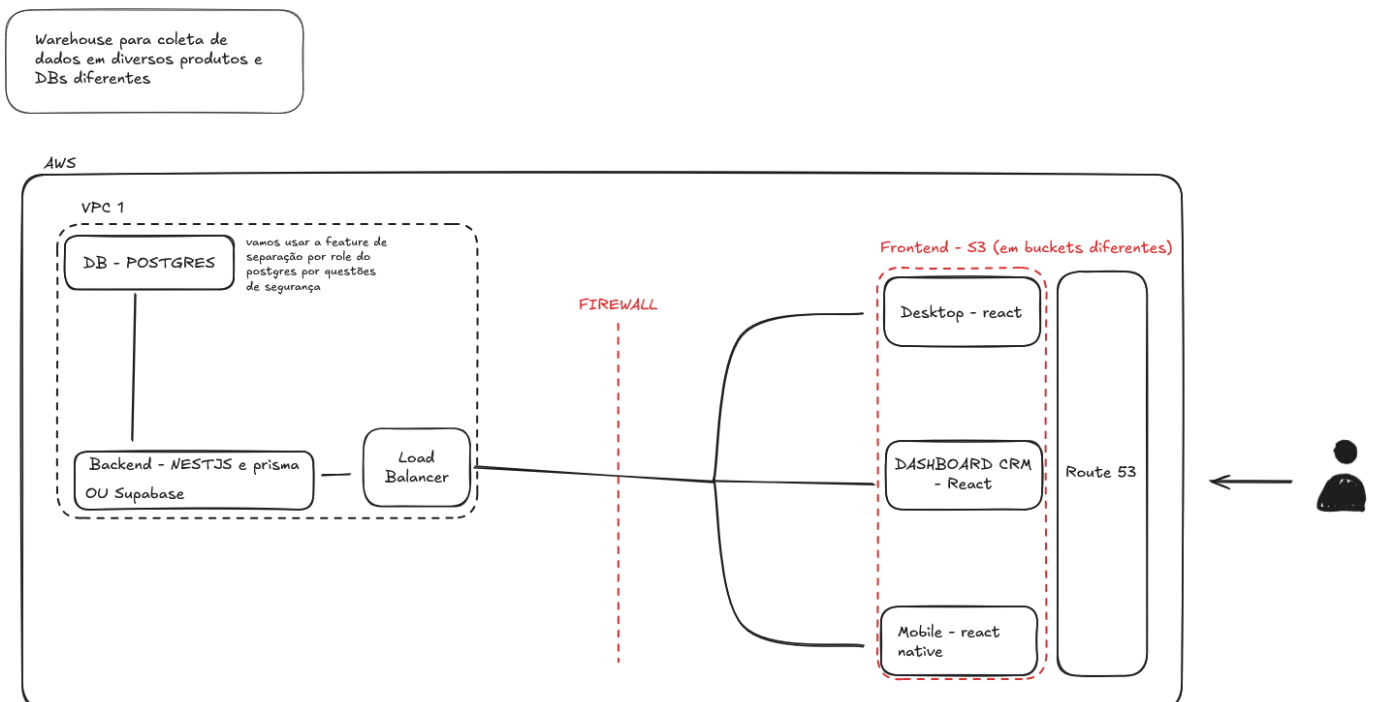 Warehouse para coleta de
dados em diversos produtos e
DBs diferentes
AWS
VPC 1
DB - POSTGRES
vamos usar a feature de
separação por role do
postgres por questões
de segurança
Backend - NESTJS e prisma
OU Supabase
Load
Balancer
FIREWALL
Frontend - S3 (em buckets diferentes)
Desktop - react
DASHBOARD CRM
- React
Mobile - react
native
Route 53